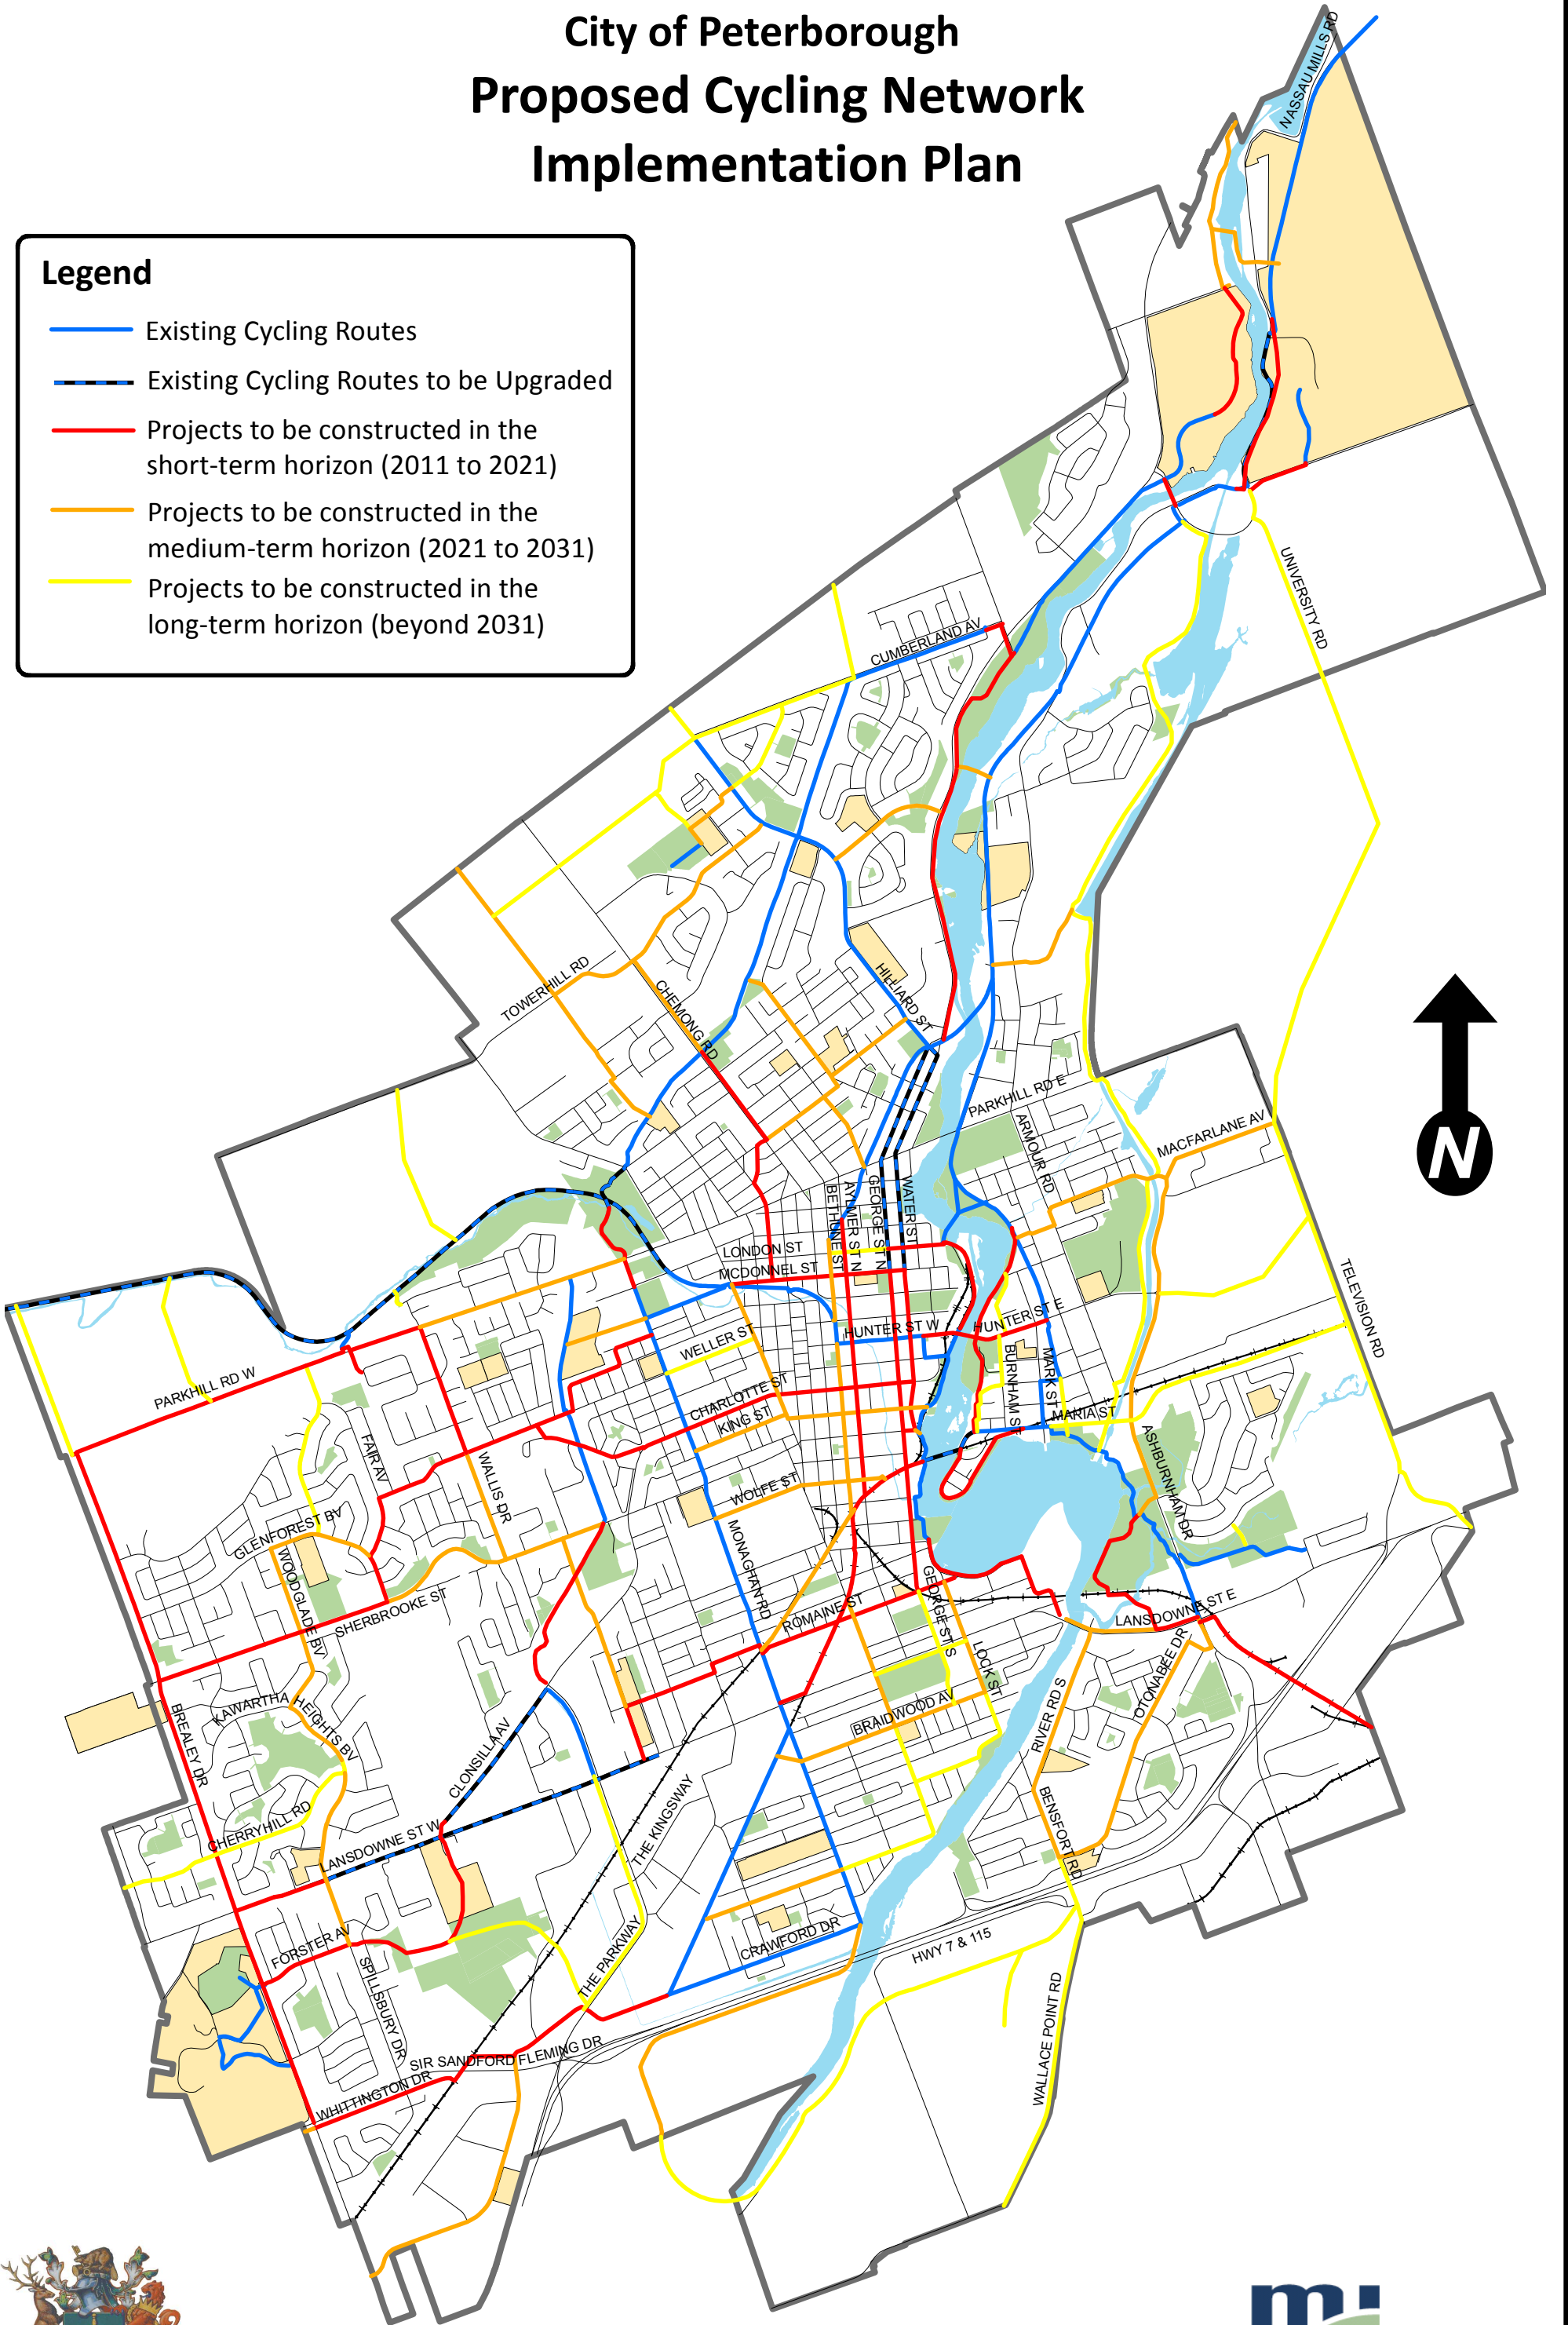 City of Peterborough
Proposed Cycling Network
Implementation Plan
Legend
Existing Cycling Routes
Existing Cycling Routes to be Upgraded
Projects to be constructed in the
short-term horizon (2011 to 2021)
Projects to be constructed in the
medium-term horizon (2021 to 2031)
Projects to be constructed in the
long-term horizon (beyond 2031)
NASSAU MILLS RD
UNIVERSITY RD
CUMBERLAND AV
TOWERHILL RD
CHEMONG RD
HILLIARD ST
PARKHILL RD E
ARMOUR RD
MACFARLANE AV
N
WATER ST
GEORGE ST N
AYLMER ST N
BETHUNE ST
LONDON ST
MCDONNEL ST
TELEVISION RD
HUNTER ST W
HUNTER ST E
WELLER ST
BURNHAM ST
MARK ST
PARKHILL RD W
CHARLOTTE ST
KING ST
MARIA ST
FAIR AV
WALLIS DR
ASHBURNHAM DR
WOLFE ST
GLENFOREST BV
WOODGLADE BV
MONAGHAN RD
SHERBROOKE ST
ROMAINE ST
GEORGE ST S
LANSDOWNE ST E
LOCK ST
OTONABEE DR
RIVER RD S
KAWARTHA HEIGHTS BV
BREALEY DR
BRAIDWOOD AV
CLONSILLA AV
THE KINGSWAY
BENSFORT RD
CHERRYHILL RD
LANSDOWNE ST W
CRAWFORD DR
HWY 7 & 115
FORSTER AV
THE PARKWAY
SPILLSBURY DR
SIR SANDFORD FLEMING DR
WALLACE POINT RD
WHITTINGTON DR